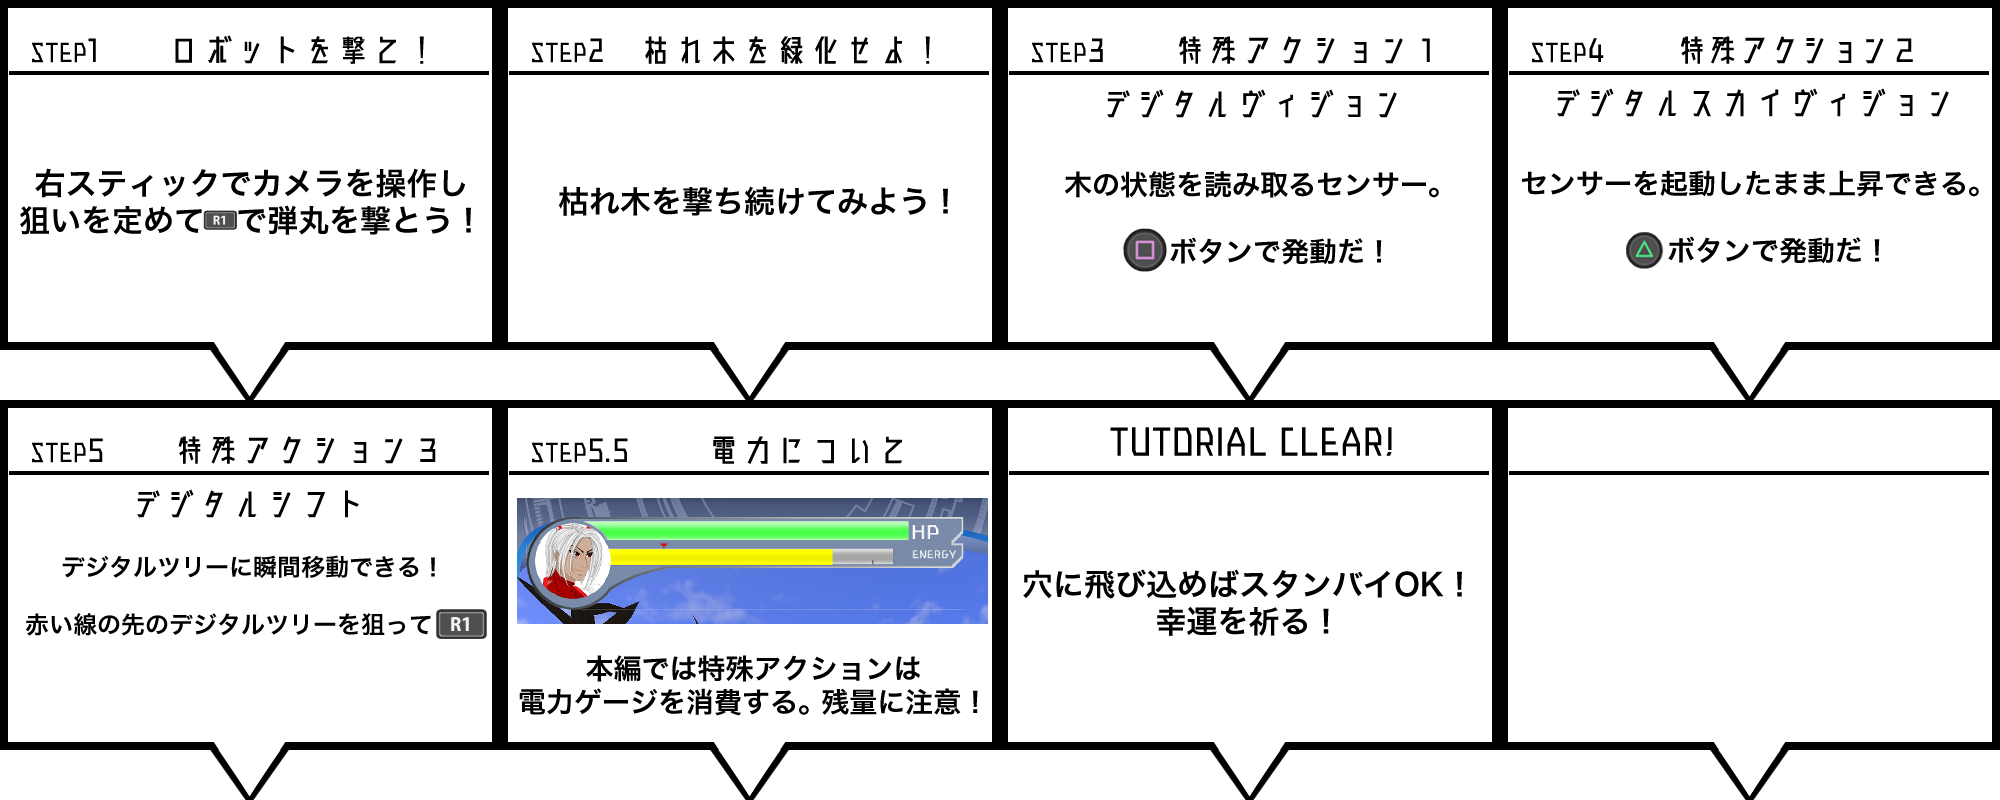 STEP1 ロボットを撃て！
右スティックでカメラを操作し
狙いを定めてR1で弾丸を撃とう！
STEP2 枯れ木を緑化せよ！
枯れ木を撃ち続けてみよう！
STEP3 特殊アクション1
デジタルヴィジョン
木の状態を読み取るセンサー。
ボタンで発動だ！
STEP4 特殊アクション2
デジタルスカイヴィジョン
センサーを起動したまま上昇できる。
ボタンで発動だ！
STEP5 特殊アクション3
デジタルシフト
デジタルツリーに瞬間移動できる！
赤い線の先のデジタルツリーを狙ってR1
STEP5.5 電力について
HP
ENERGY
本編では特殊アクションは
電力ゲージを消費する。残量に注意！
TUTORIAL CLEAR!
穴に飛び込めばスタンバイOK！
幸運を祈る！